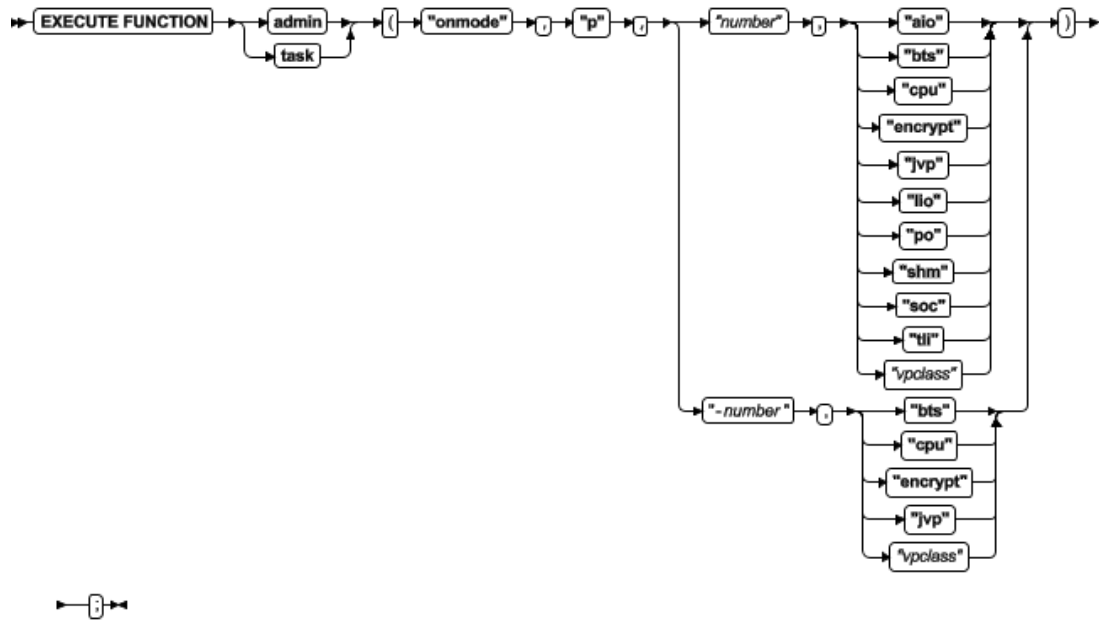 EXECUTE FUNCTION admin ( "onmode" , "p" , "number" , "aio" )
task "bts"
"cpu"
"encrypt"
"jvp"
"lio"
"po"
"shm"
"soc"
"tli"
"vpclass"
"-number" , "bts"
"cpu"
"encrypt"
"jvp"
"vpclass"
;